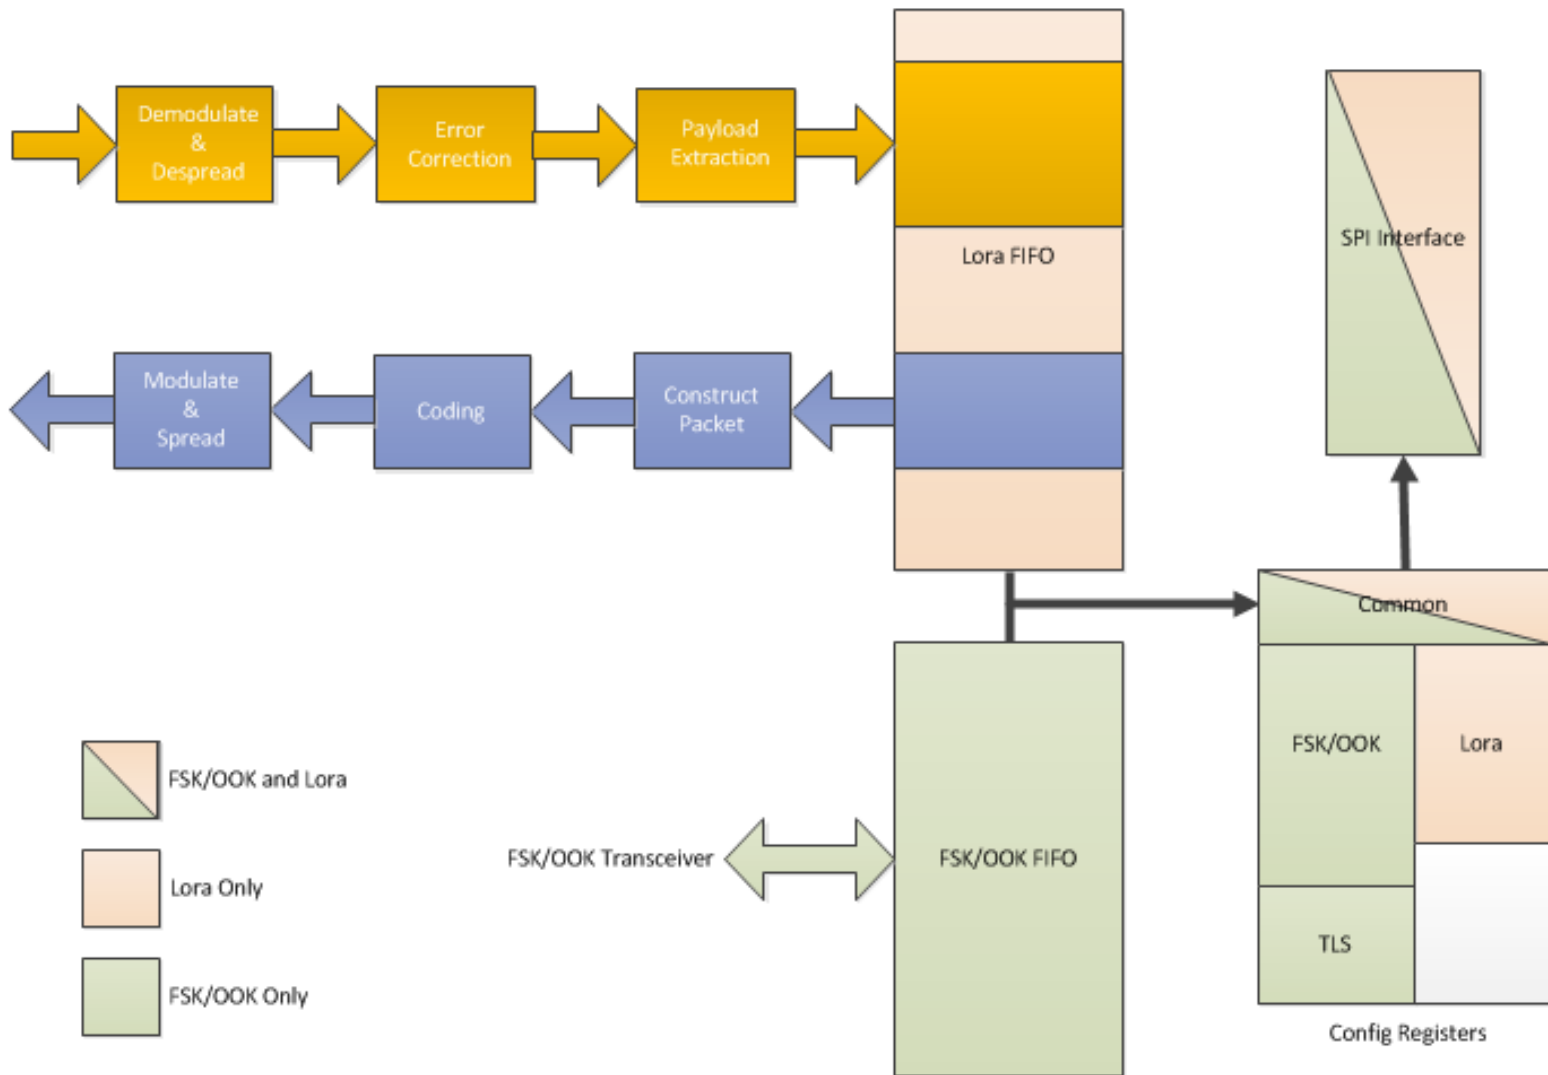 Demodulate
&
Despread
Error
Correction
Payload
Extraction
Lora FIFO
SPI Interface
Modulate
&
Spread
Coding
Construct
Packet
Common
FSK/OOK
Lora
TLS
Config Registers
FSK/OOK FIFO
FSK/OOK Transceiver
FSK/OOK and Lora
Lora Only
FSK/OOK Only